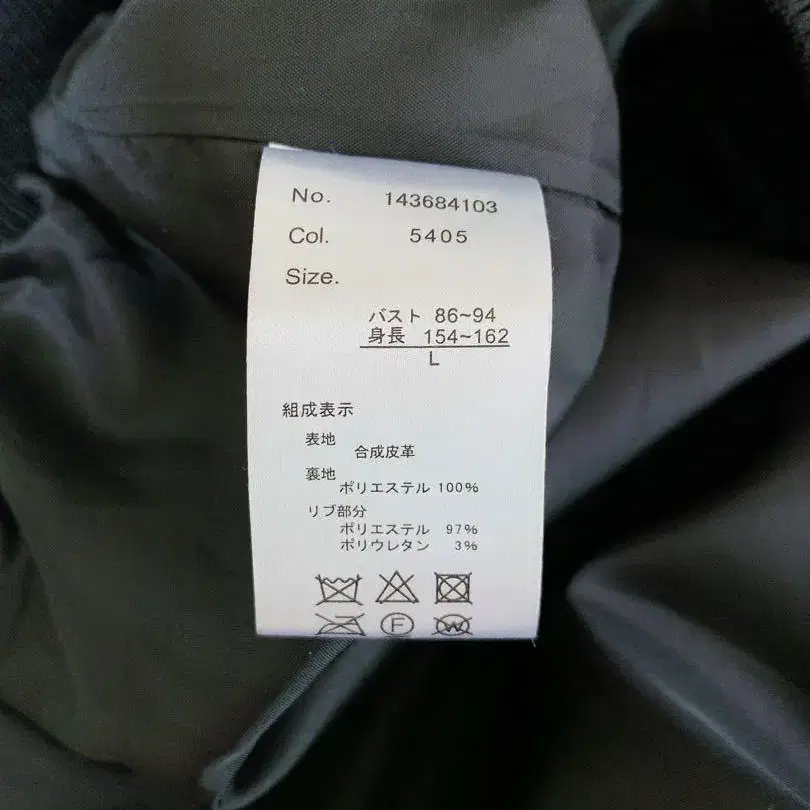 No. 143684103
Col. 5405
Size.
バスト 86~94
身長 154~162
L
組成表示
表地
合成皮革
裏地
ポリエステル 100%
リブ部分
ポリエステル 97%
ポリウレタン 3%
F W